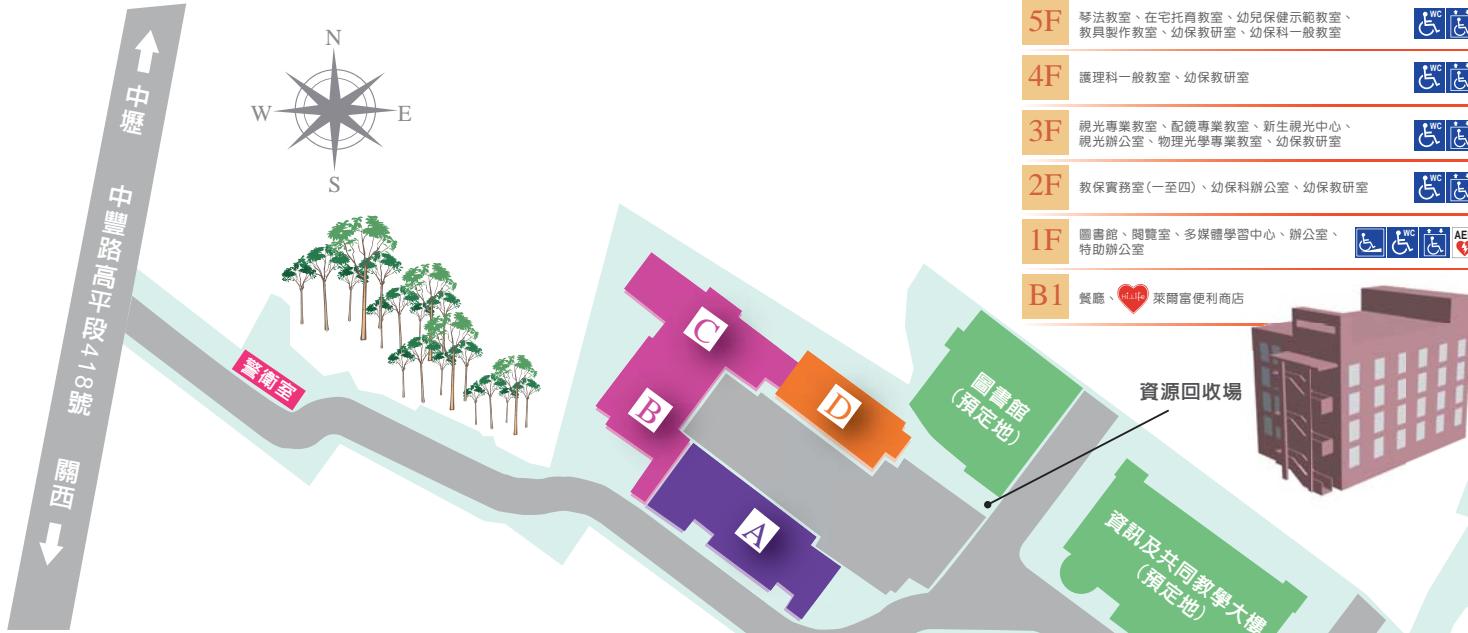 中壢
中豐路高平段418號
關西
N
W
E
S
警衛室
C
B
D
A
圖書館
(預定地)
資源回收場
資訊及共同教學大樓
(預定地)
5F
琴法教室、在宅托育教室、幼兒保健示範教室、
教具製作教室、幼保教研室、幼保科一般教室
WC
4F
護理科一般教室、幼保教研室
WC
3F
視光專業教室、配鏡專業教室、新生視光中心、
視光辦公室、物理光學專業教室、幼保教研室
WC
2F
教保實務室(一至四)、幼保科辦公室、幼保教研室
WC
1F
圖書館、閱覽室、多媒體學習中心、辦公室、
特助辦公室
WC
AE
B1
餐廳、Hi-Life 萊爾富便利商店